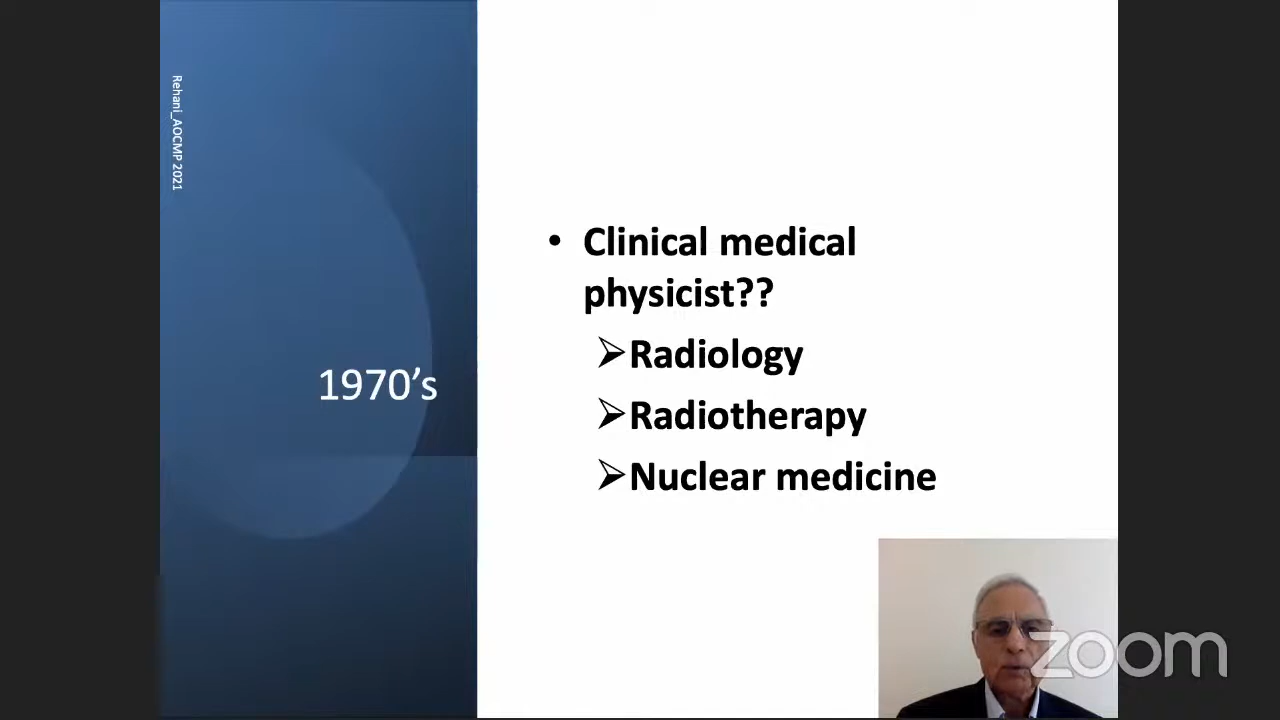 Rehani_AOCMP 2021
1970’s
• Clinical medical
physicist??
➢Radiology
➢Radiotherapy
➢Nuclear medicine
zoom